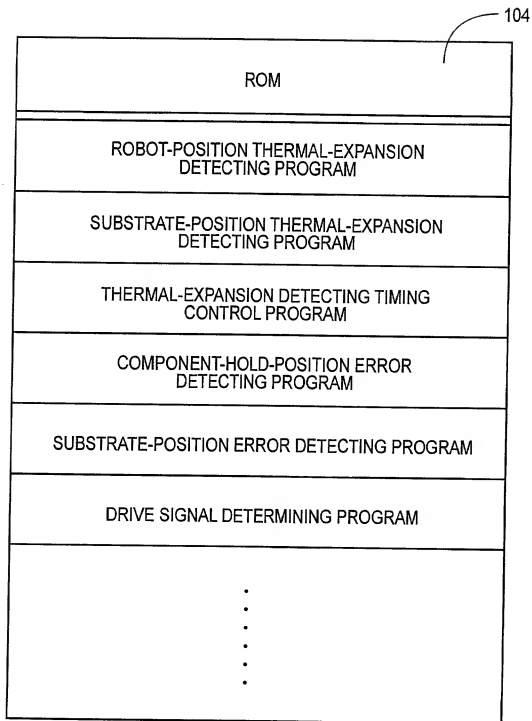 104
ROM
ROBOT-POSITION THERMAL-EXPANSION
DETECTING PROGRAM
SUBSTRATE-POSITION THERMAL-EXPANSION
DETECTING PROGRAM
THERMAL-EXPANSION DETECTING TIMING
CONTROL PROGRAM
COMPONENT-HOLD-POSITION ERROR
DETECTING PROGRAM
SUBSTRATE-POSITION ERROR DETECTING PROGRAM
DRIVE SIGNAL DETERMINING PROGRAM